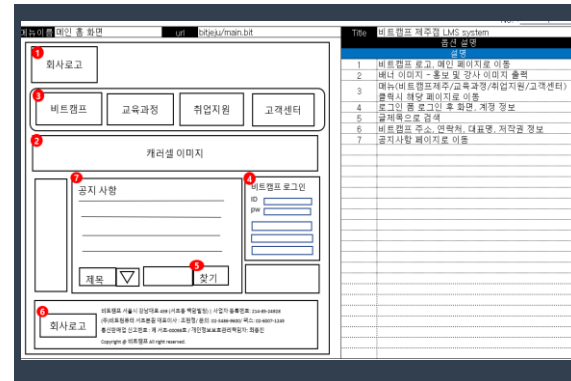 메뉴이름 메인 홈 화면 url bitjeju/main.bit Title 비트캠프 제주캠 LMS system
옵션 설명
설명
1 비트캠프 로고, 메인 페이지로 이동
2 배너 이미지 - 홍보 및 강사 이미지 출력
3 메뉴(비트캠프제주/교육과정/취업지원/고객센터)
클릭시 해당 페이지로 이동
4 로그인 폼 로그인 후 화면, 계정 정보
5 글제목으로 검색
6 비트캠프 주소, 연락처, 대표명, 저작권 정보
7 공지사항 페이지로 이동
1
회사로고
3
비트캠프 교육과정 취업지원 고객센터
2
캐러셀 이미지
7
공지 사항
4
비트캠프 로그인
ID
pw
5
제목 찾기
6
회사로고
Copyright @ 비트캠프 All right reserved.